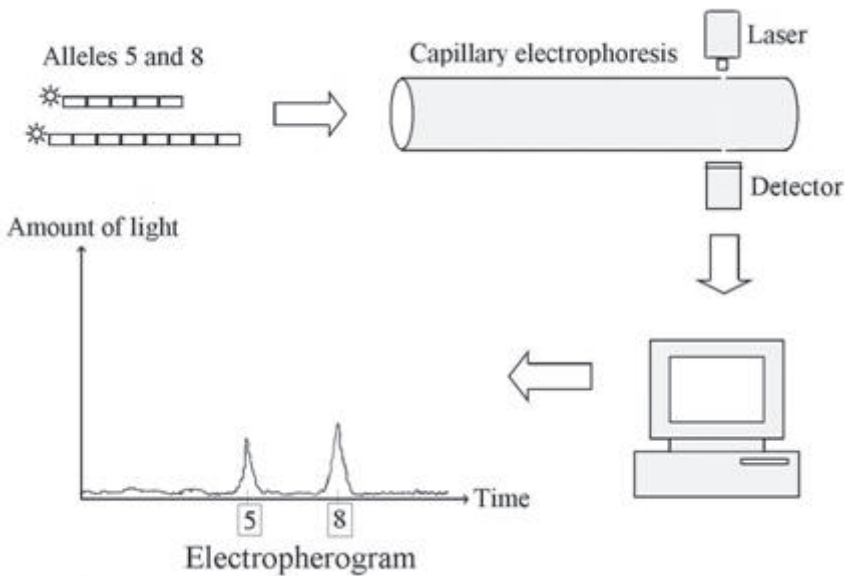 Alleles 5 and 8
Capillary electrophoresis
Laser
Detector
Amount of light
Time
5
8
Electropherogram